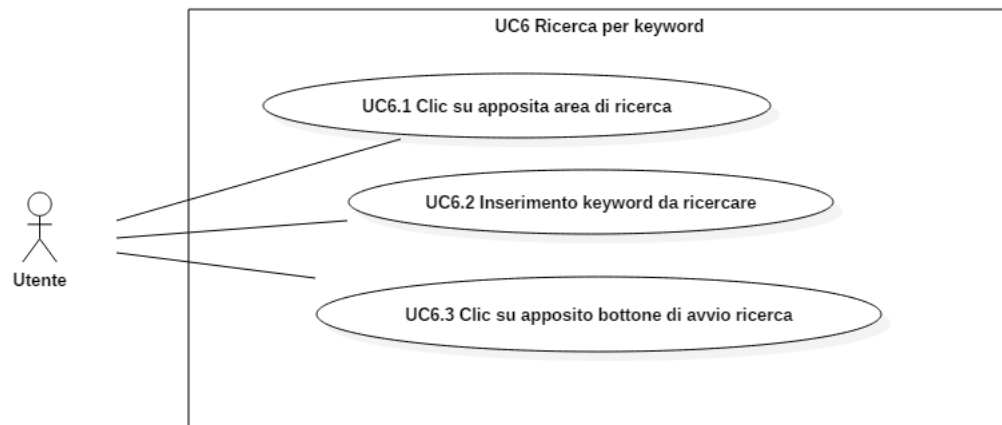 UC6 Ricerca per keyword
UC6.1 Clic su apposita area di ricerca
UC6.2 Inserimento keyword da ricercare
Utente
UC6.3 Clic su apposito bottone di avvio ricerca